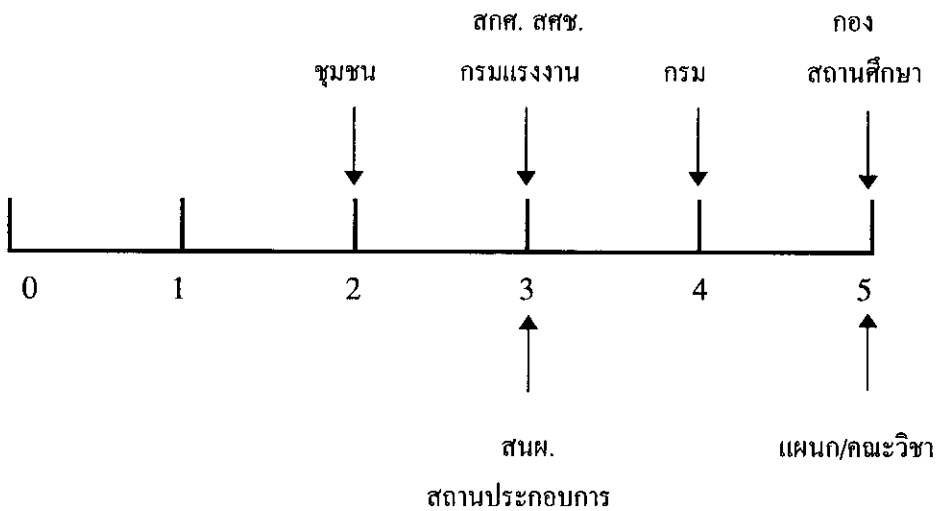 สกศ. สศช. กอง
ชุมชน กรมแรงงาน กรม สถานศึกษา
0 1 2 3 4 5
สนผ. แผนก/คณะวิชา
สถานประกอบการ